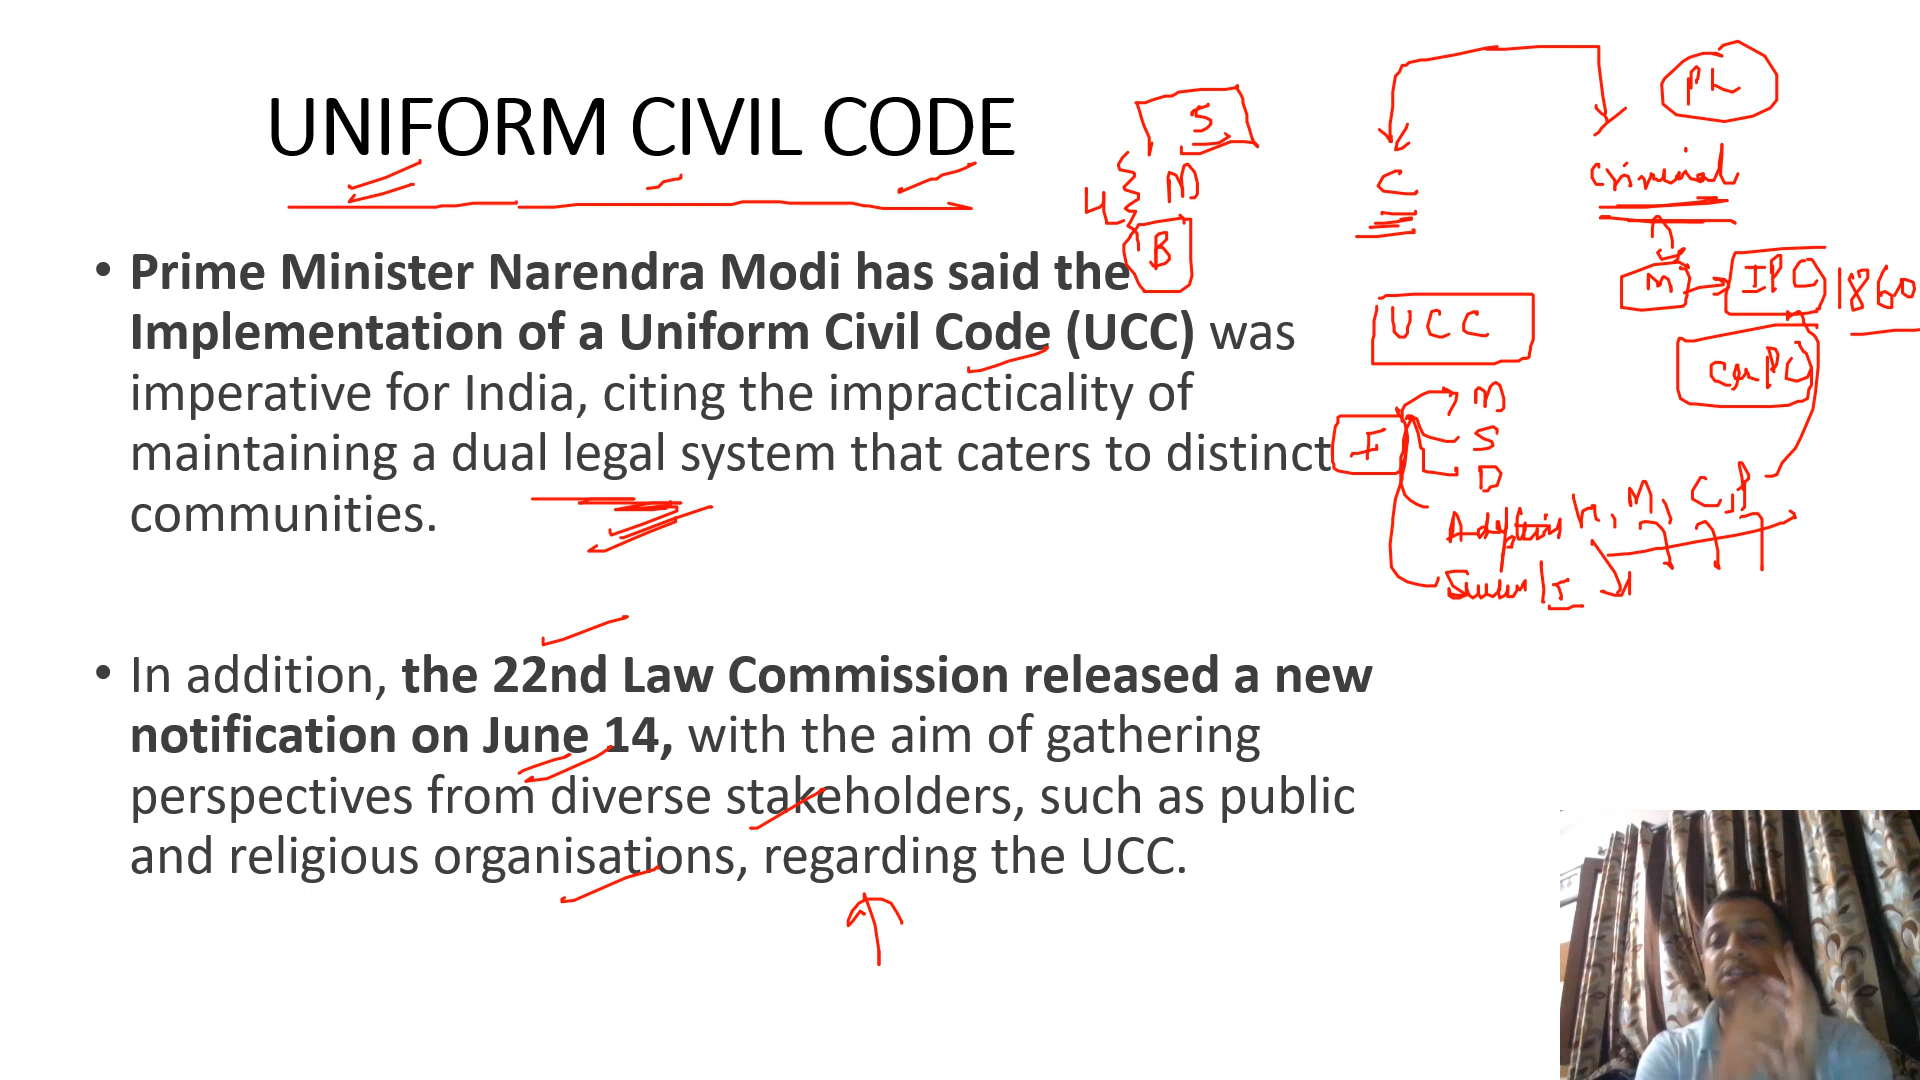 UNIFORM CIVIL CODE
• Prime Minister Narendra Modi has said the
Implementation of a Uniform Civil Code (UCC) was
imperative for India, citing the impracticality of
maintaining a dual legal system that caters to distinct
communities.
• In addition, the 22nd Law Commission released a new
notification on June 14, with the aim of gathering
perspectives from diverse stakeholders, such as public
and religious organisations, regarding the UCC.
S
M
4
B
PL
C
Criminal
M
IPC 1860
UCC
CrPC
M
S
D
Adoption H, M, C, P